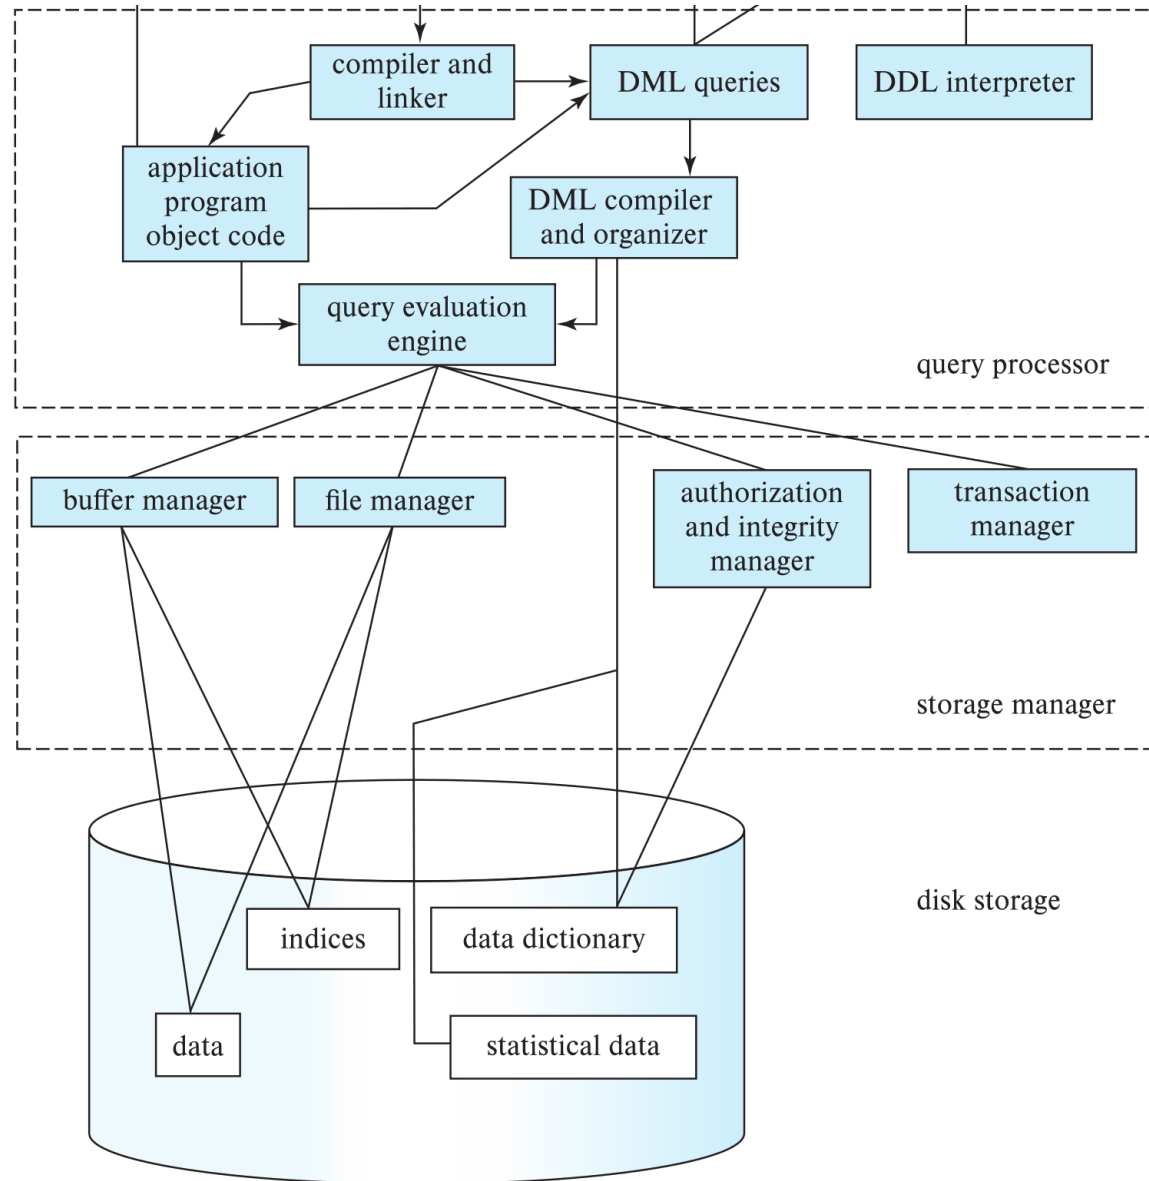 compiler and
linker
DML queries
DDL interpreter
application
program
object code
DML compiler
and organizer
query evaluation
engine
query processor
buffer manager
file manager
authorization
and integrity
manager
transaction
manager
storage manager
disk storage
indices
data dictionary
data
statistical data